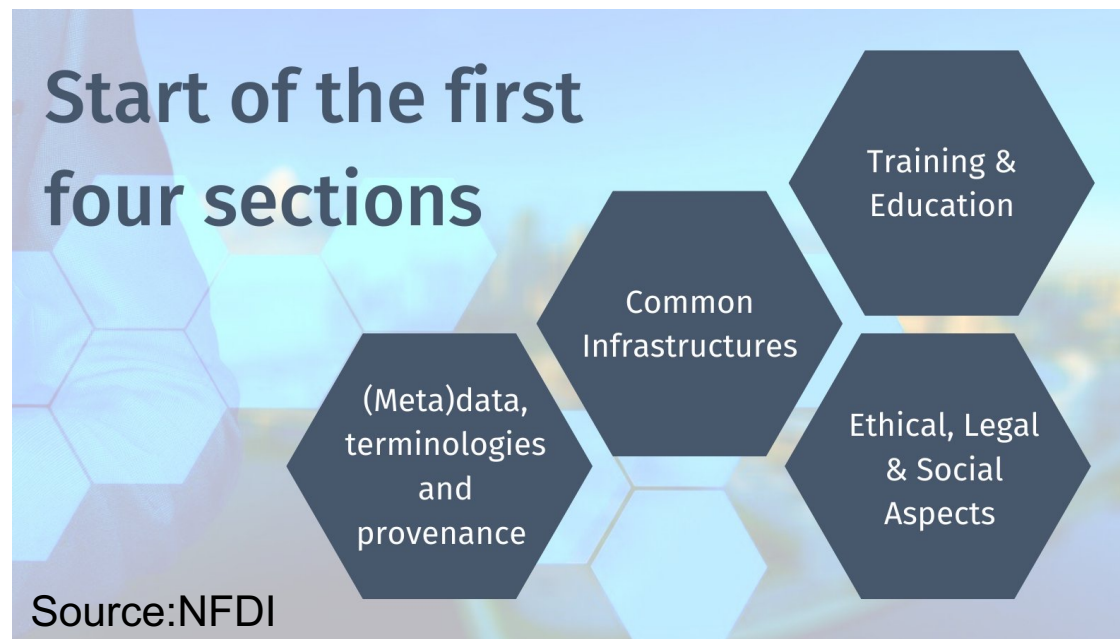 Start of the first
four sections
Training &
Education
Common
Infrastructures
(Meta)data,
terminologies
and
provenance
Ethical, Legal
& Social
Aspects
Source:NFDI